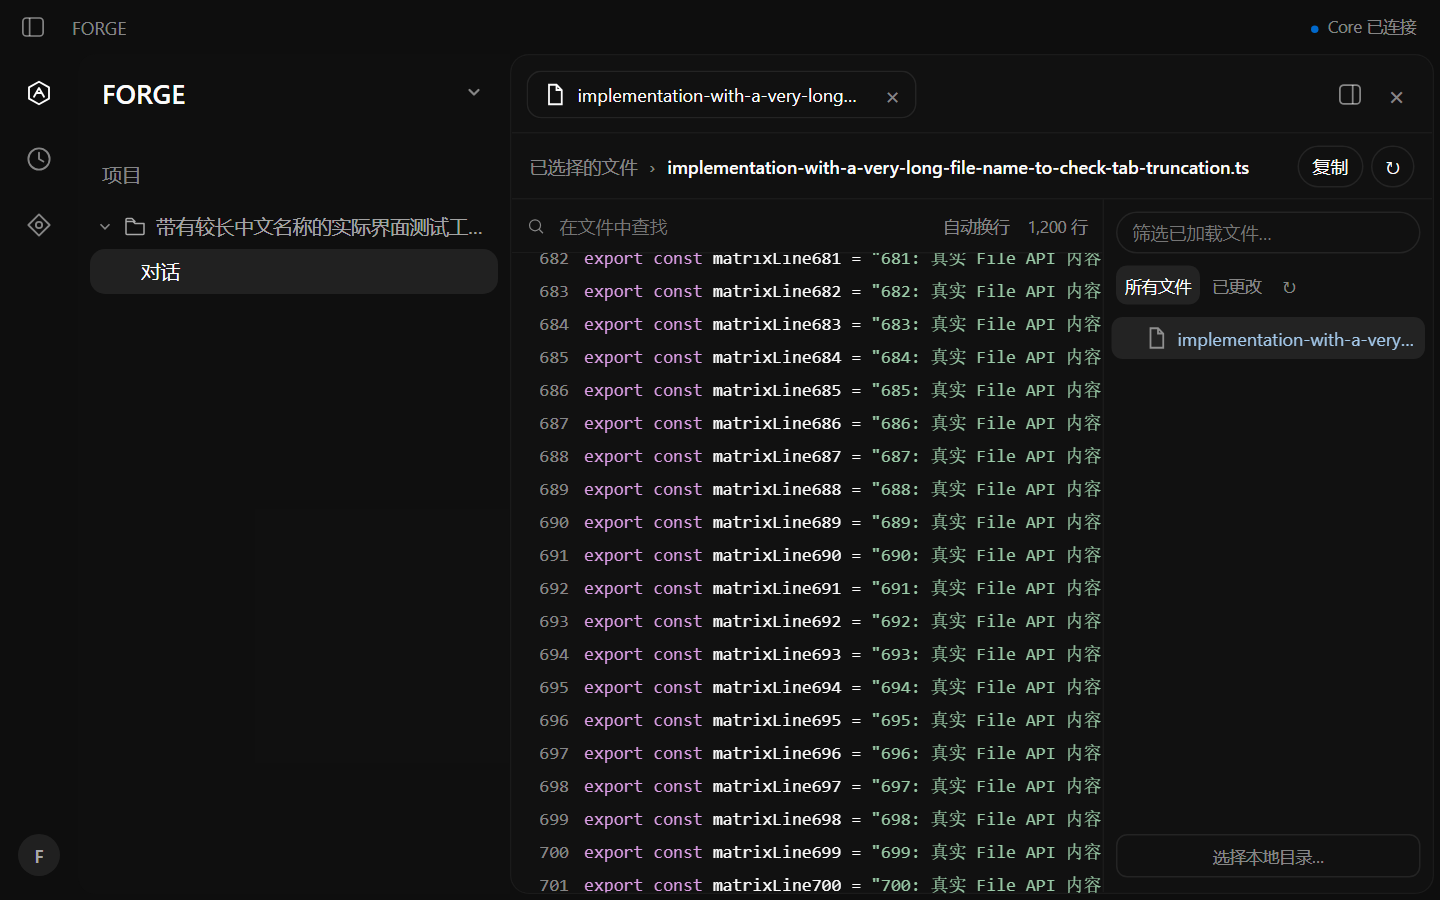 FORGE
Core 已连接
FORGE
项目
带有较长中文名称的实际界面测试工...
对话
F
implementation-with-a-very-long...
已选择的文件 › implementation-with-a-very-long-file-name-to-check-tab-truncation.ts
复制
在文件中查找
自动换行 1,200 行
682 export const matrixLine681 = "681: 真实 File API 内容
683 export const matrixLine682 = "682: 真实 File API 内容
684 export const matrixLine683 = "683: 真实 File API 内容
685 export const matrixLine684 = "684: 真实 File API 内容
686 export const matrixLine685 = "685: 真实 File API 内容
687 export const matrixLine686 = "686: 真实 File API 内容
688 export const matrixLine687 = "687: 真实 File API 内容
689 export const matrixLine688 = "688: 真实 File API 内容
690 export const matrixLine689 = "689: 真实 File API 内容
691 export const matrixLine690 = "690: 真实 File API 内容
692 export const matrixLine691 = "691: 真实 File API 内容
693 export const matrixLine692 = "692: 真实 File API 内容
694 export const matrixLine693 = "693: 真实 File API 内容
695 export const matrixLine694 = "694: 真实 File API 内容
696 export const matrixLine695 = "695: 真实 File API 内容
697 export const matrixLine696 = "696: 真实 File API 内容
698 export const matrixLine697 = "697: 真实 File API 内容
699 export const matrixLine698 = "698: 真实 File API 内容
700 export const matrixLine699 = "699: 真实 File API 内容
701 export const matrixLine700 = "700: 真实 File API 内容
筛选已加载文件...
所有文件 已更改
implementation-with-a-very...
选择本地目录...